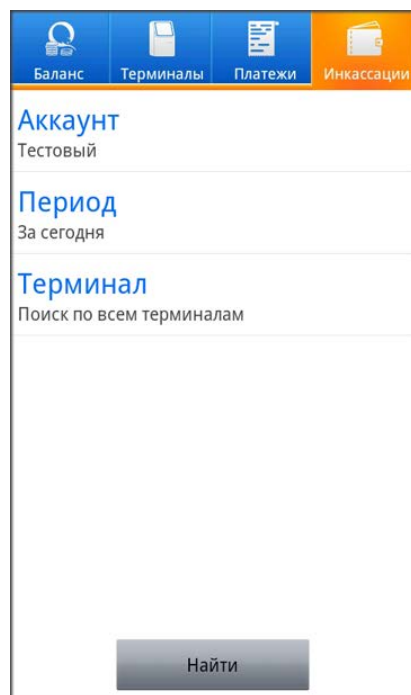 Баланс Терминалы Платежи Инкассации
Аккаунт
Тестовый
Период
За сегодня
Терминал
Поиск по всем терминалам
Найти